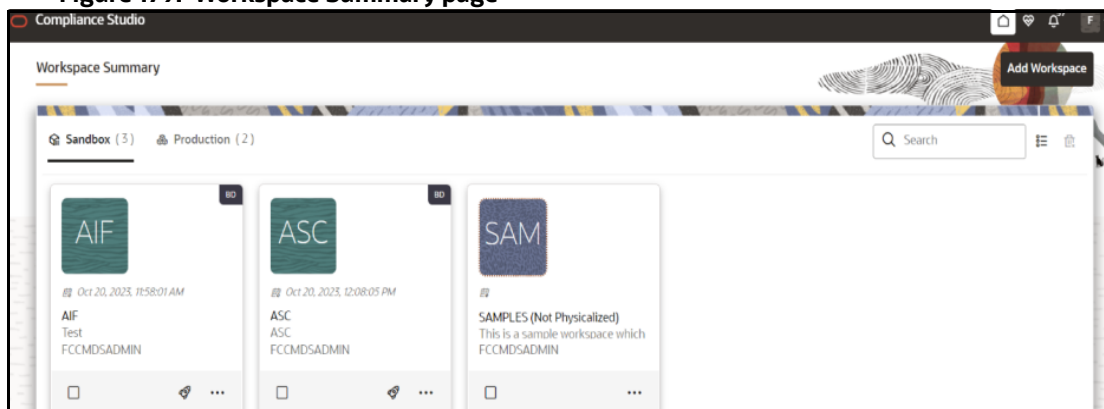 Figure 177: Workspace Summary page
Compliance Studio
F
Workspace Summary
Add Workspace
Sandbox (3)
Production (2)
Search
BD
BD
AIF
ASC
SAM
Oct 20, 2023, 11:58:01 AM
Oct 20, 2023, 12:08:05 PM
AIF
ASC
SAMPLES (Not Physicalized)
Test
ASC
This is a sample workspace which
FCCMDSADMIN
FCCMDSADMIN
FCCMDSADMIN